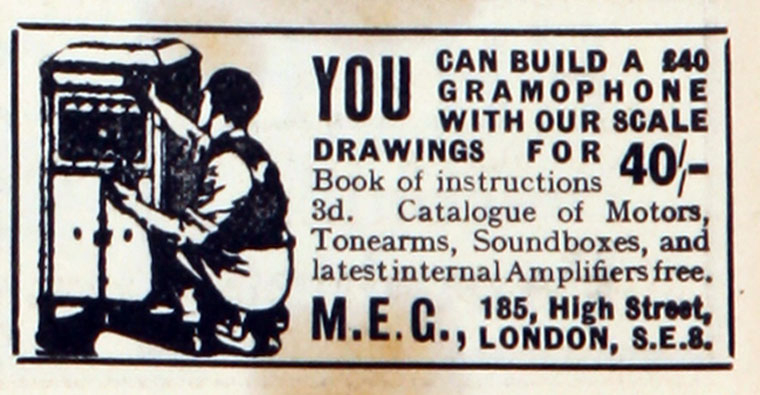 YOU CAN BUILD A £40
GRAMOPHONE
WITH OUR SCALE
DRAWINGS FOR 40/-
Book of instructions
3d. Catalogue of Motors,
Tonearms, Soundboxes, and
latest internal Amplifiers free.
M.E.G., 185, High Street,
LONDON, S.E.8.